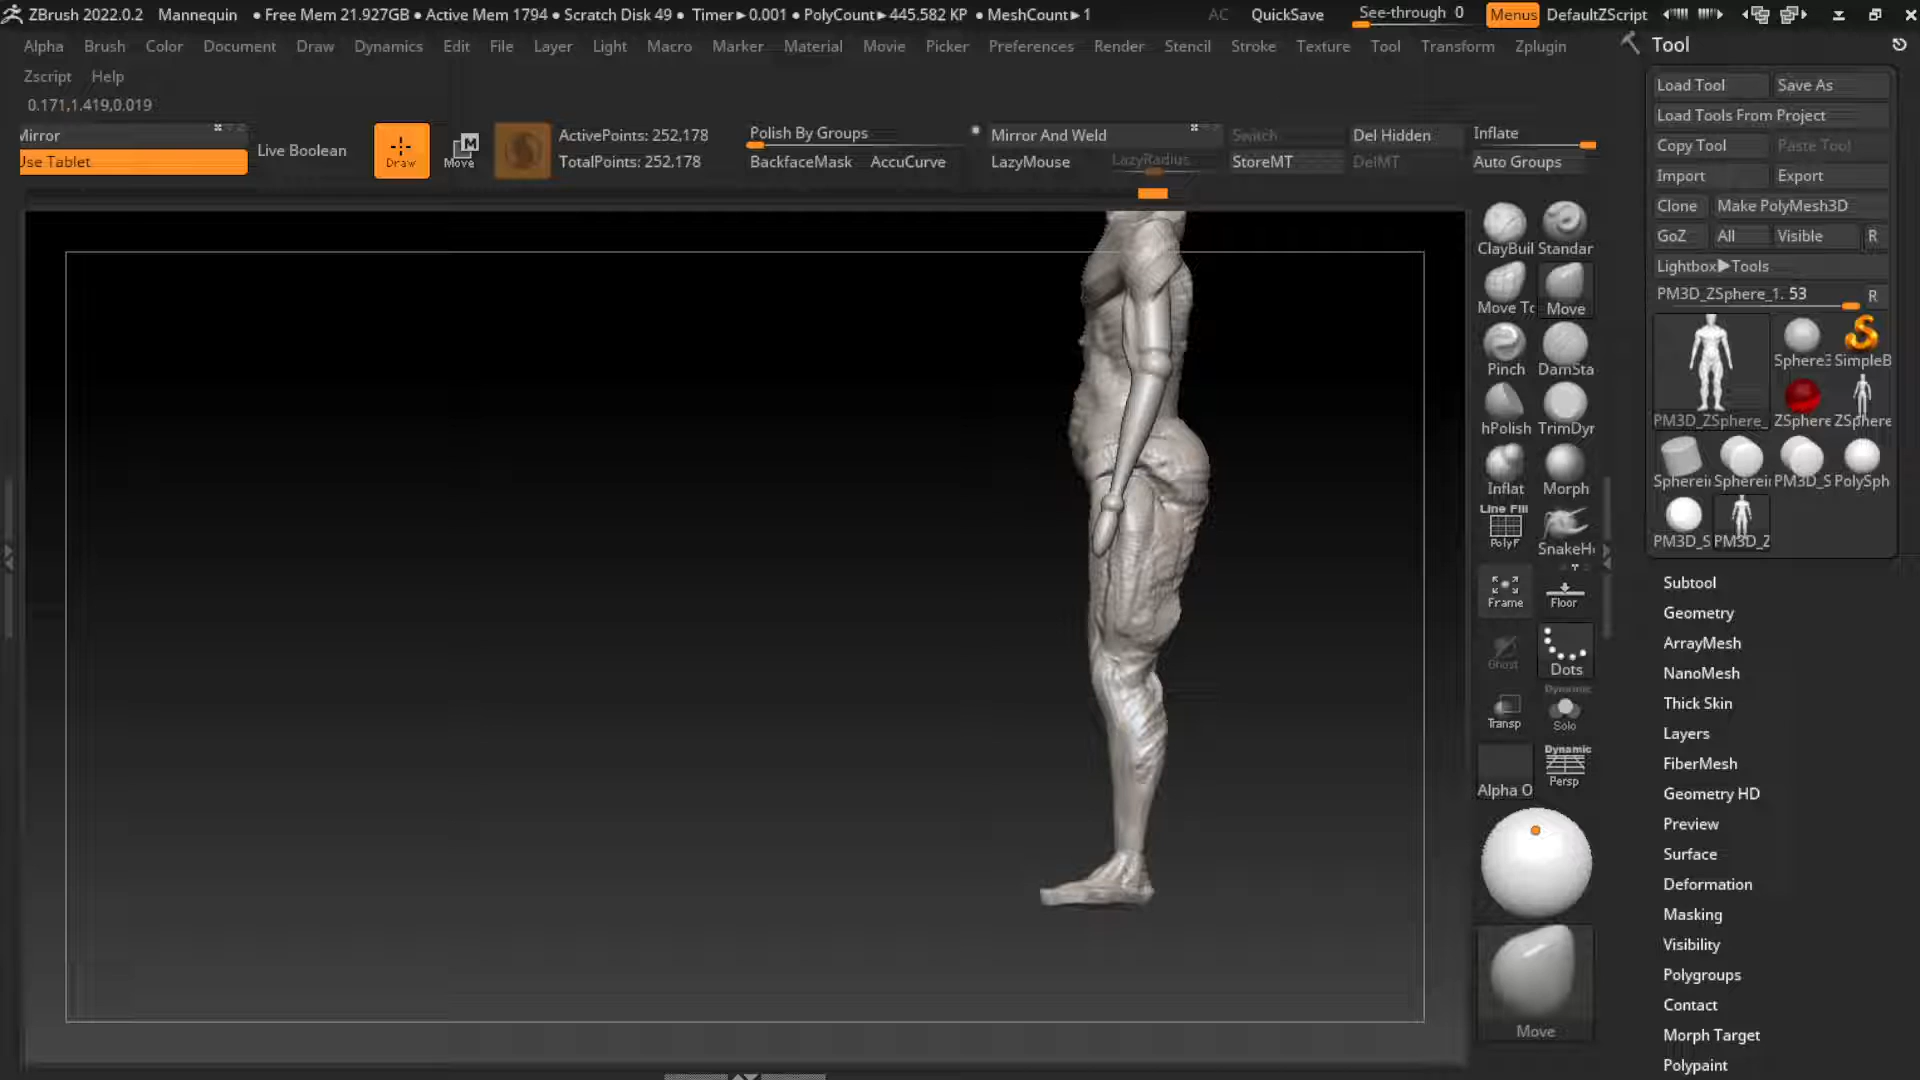 ZBrush 2022.0.2 Mannequin • Free Mem 21.927GB • Active Mem 1794 • Scratch Disk 49 • Timer▶0.001 • PolyCount▶445.582 KP • MeshCount▶1 AC QuickSave See-through 0 Menus DefaultZScript
Alpha Brush Color Document Draw Dynamics Edit File Layer Light Macro Marker Material Movie Picker Preferences Render Stencil Stroke Texture Tool Transform Zplugin
Zscript Help
0.171,1.419,0.019
Mirror
Use Tablet
Live Boolean
Draw
Move
ActivePoints: 252,178
TotalPoints: 252,178
Polish By Groups
BackfaceMask AccuCurve
Mirror And Weld
LazyMouse LazyRadius
Switch
StoreMT
Del Hidden
DelMT
Inflate
Auto Groups
ClayBuil Standar
Move To Move
Pinch DamSta
hPolish TrimDyn
Inflat Morph
Line Fill
PolyF
SnakeH
Frame Floor
Ghost
Dots
Transp
Dynamic
Solo
Alpha O
Dynamic
Persp
Move
Tool
Load Tool Save As
Load Tools From Project
Copy Tool Paste Tool
Import Export
Clone Make PolyMesh3D
GoZ All Visible R
Lightbox▶Tools
PM3D_ZSphere_1. 53 R
PM3D_ZSphere_
Sphere3 SimpleB
ZSphere ZSphere
Spherei Spherei PM3D_S PolySph
PM3D_S PM3D_Z
Subtool
Geometry
ArrayMesh
NanoMesh
Thick Skin
Layers
FiberMesh
Geometry HD
Preview
Surface
Deformation
Masking
Visibility
Polygroups
Contact
Morph Target
Polypaint